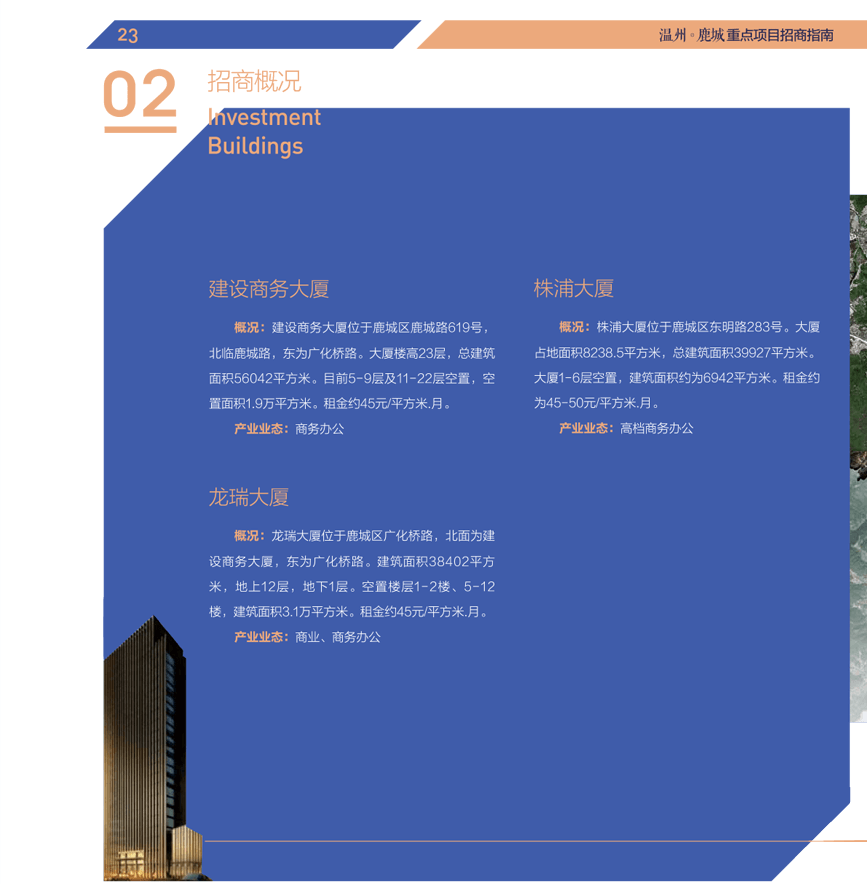 23
温州·鹿城重点项目招商指南
02
招商概况
Investment
Buildings
建设商务大厦
概况：建设商务大厦位于鹿城区鹿城路619号，
北临鹿城路，东为广化桥路。大厦楼高23层，总建筑
面积56042平方米。目前5-9层及11-22层空置，空
置面积1.9万平方米。租金约45元/平方米.月。
产业业态：商务办公
株浦大厦
概况：株浦大厦位于鹿城区东明路283号。大厦
占地面积8238.5平方米，总建筑面积39927平方米。
大厦1-6层空置，建筑面积约为6942平方米。租金约
为45-50元/平方米.月。
产业业态：高档商务办公
龙瑞大厦
概况：龙瑞大厦位于鹿城区广化桥路，北面为建
设商务大厦，东为广化桥路。建筑面积38402平方
米，地上12层，地下1层。空置楼层1-2楼、5-12
楼，建筑面积3.1万平方米。租金约45元/平方米.月。
产业业态：商业、商务办公